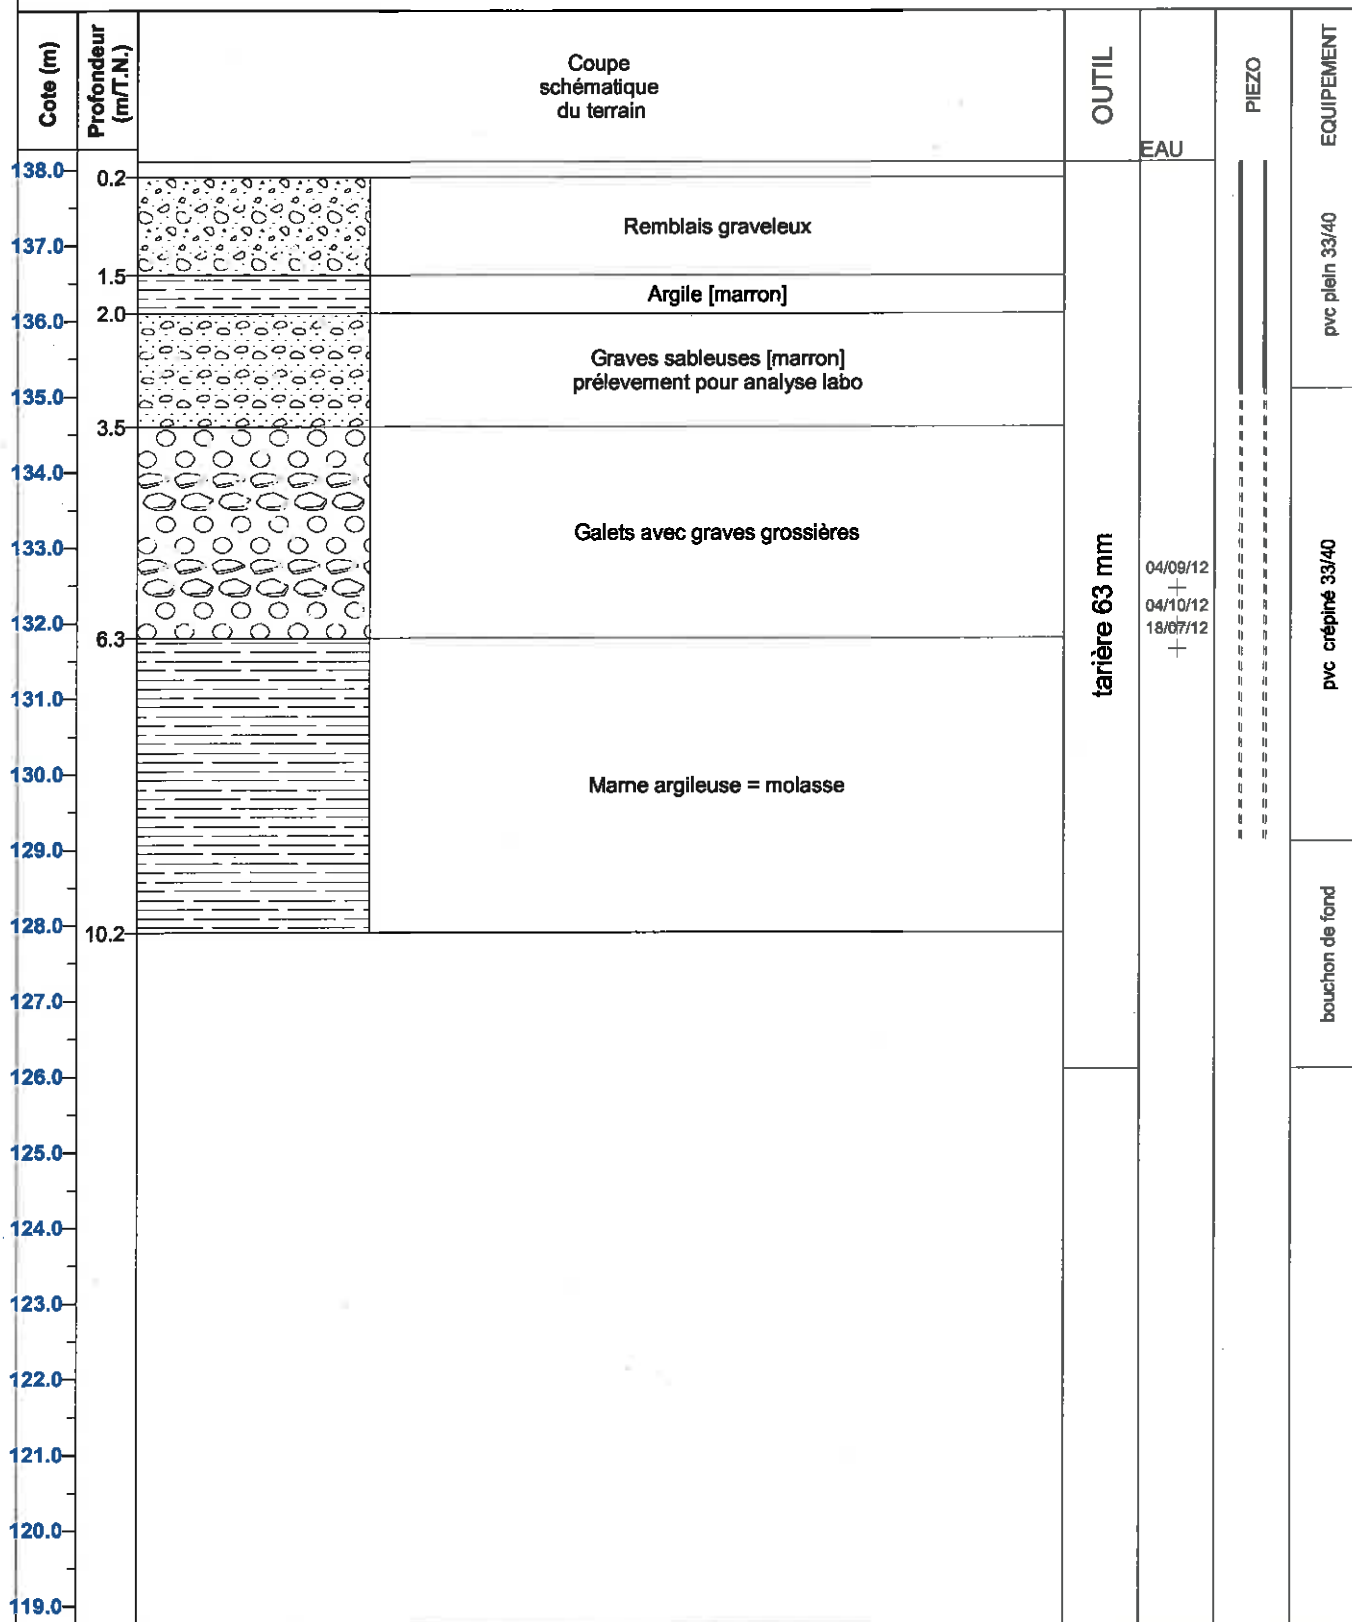 Cote (m)
Profondeur
(m/T.N.)
Coupe
schématique
du terrain
OUTIL
EAU
PIEZO
EQUIPEMENT
138.0
0.2
Remblais graveleux
137.0
1.5
Argile [marron]
2.0
136.0
Graves sableuses [marron]
prélevement pour analyse labo
135.0
3.5
134.0
Galets avec graves grossières
133.0
132.0
6.3
131.0
130.0
Marne argileuse = molasse
129.0
128.0
10.2
127.0
126.0
125.0
124.0
123.0
122.0
121.0
120.0
119.0
tarière 63 mm
04/09/12
04/10/12
18/07/12
pvc plein 33/40
pvc crépiné 33/40
bouchon de fond